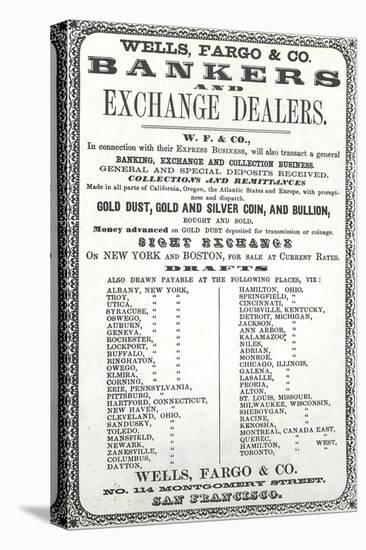 WELLS, FARGO & CO.
BANKERS
AND
EXCHANGE DEALERS.
W. F. & CO.,
In connection with their EXPRESS BUSINESS, will also transact a general
BANKING, EXCHANGE AND COLLECTION BUSINESS.
GENERAL AND SPECIAL DEPOSITS RECEIVED.
COLLECTIONS AND REMITTANCES
Made in all parts of California, Oregon, the Atlantic States and Europe, with prompt-
ness and dispatch.
GOLD DUST, GOLD AND SILVER COIN, AND BULLION,
BOUGHT AND SOLD.
Money advanced on GOLD DUST deposited for transmission or coinage.
SIGHT EXCHANGE
ON NEW YORK AND BOSTON, FOR SALE AT CURRENT RATES.
DRAFTS
ALSO DRAWN PAYABLE AT THE FOLLOWING PLACES, VIZ:
ALBANY, NEW YORK,
TROY, " "
UTICA, " "
SYRACUSE, " "
OSWEGO, " "
AUBURN, " "
GENEVA, " "
ROCHESTER, " "
LOCKPORT, " "
BUFFALO, " "
BINGHATON, " "
OWEGO, " "
ELMIRA, " "
CORNING, " "
ERIE, PENNSYLVANIA,
PITTSBURG, "
HARTFORD, CONNECTICUT,
NEW HAVEN, "
CLEVELAND, OHIO,
SANDUSKY, "
TOLEDO, "
MANSFIELD, "
NEWARK, "
ZANESVILLE, "
COLUMBUS, "
DAYTON, "
HAMILTON, OHIO.
SPRINGFIELD, "
CINCINNATI, "
LOUISVILLE, KENTUCKY,
DETROIT, MICHIGAN,
JACKSON, "
ANN ARBOR, "
KALAMAZOO, "
NILES, "
ADRIAN, "
MONROE, "
CHICAGO, ILLINOIS,
GALENA, "
LASALLE, "
PEORIA, "
ALTON, "
ST. LOUIS, MISSOURI.
MILWAUKEE, WISCONSIN,
SHEBOYGAN, "
RACINE, "
KENOSHA, "
MONTREAL, CANADA EAST,
QUEBEC, " "
HAMILTON, " WEST,
TORONTO, " "
WELLS, FARGO & CO.
NO. 114 MONTGOMERY STREET,
SAN FRANCISCO.